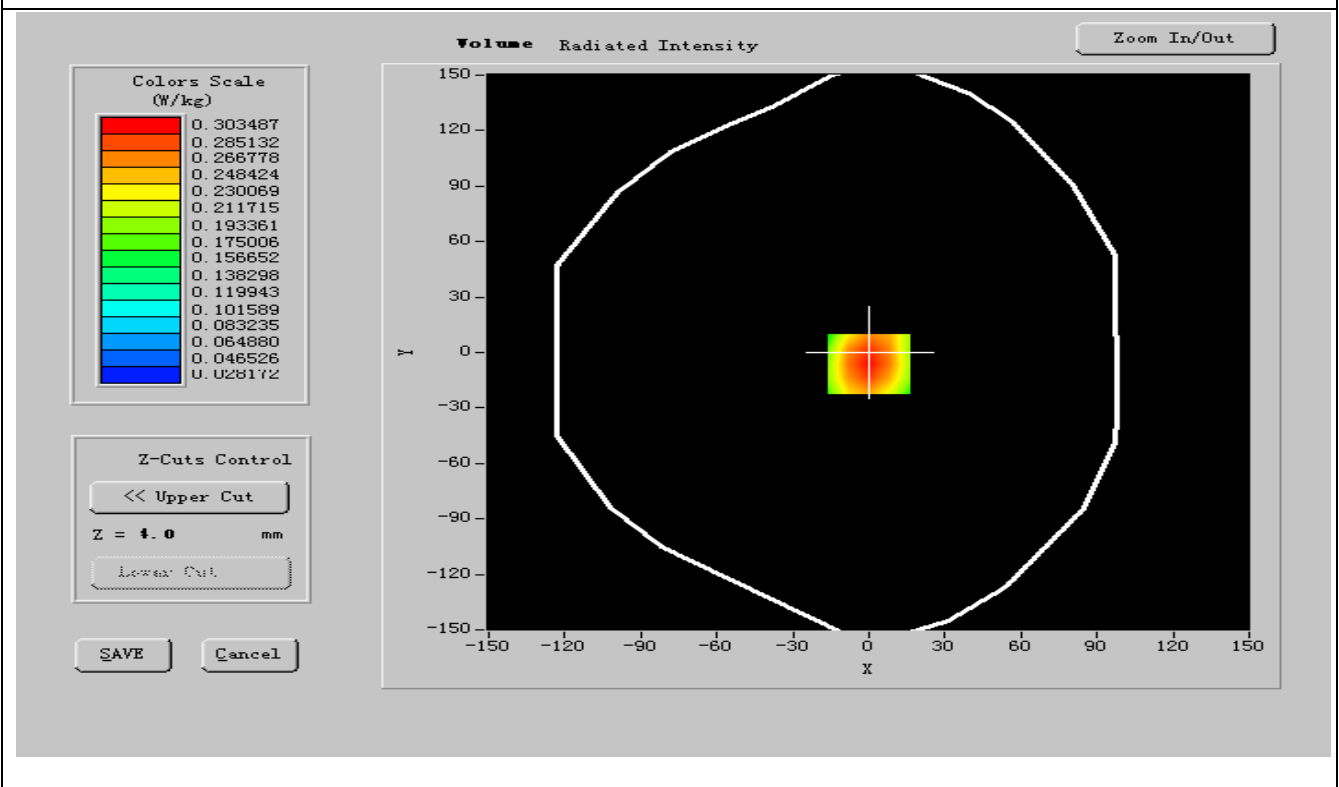 Volume Radiated Intensity
Zoom In/Out
Colors Scale
(W/kg)
0.303487
0.285132
0.266778
0.248424
0.230069
0.211715
0.193361
0.175006
0.156652
0.138298
0.119943
0.101589
0.083235
0.064880
0.046526
0.028172
Z-Cuts Control
<< Upper Cut
Z = 4.0 mm
Lower Cut
SAVE
Cancel
150
120
90
60
30
0
-30
-60
-90
-120
-150
Y
-150 -120 -90 -60 -30 0 30 60 90 120 150
X